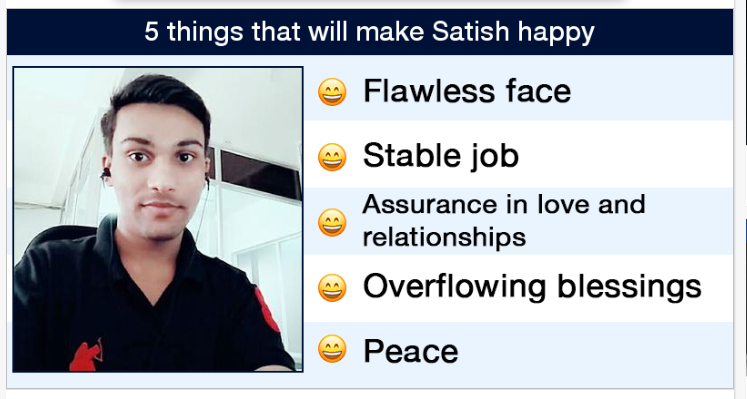 5 things that will make Satish happy
Flawless face
Stable job
Assurance in love and
relationships
Overflowing blessings
Peace